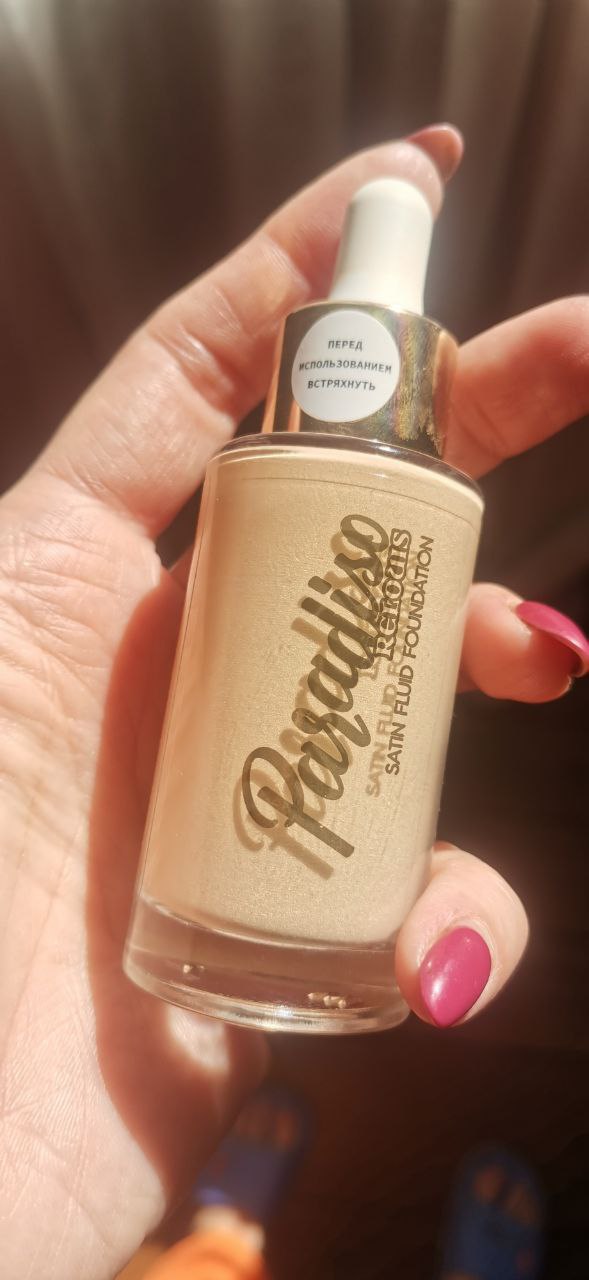 ПЕРЕД
ИСПОЛЬЗОВАНИЕМ
ВСТРЯХНУТЬ
Paradiso
Relouis
SATIN FLUID FOUNDATION